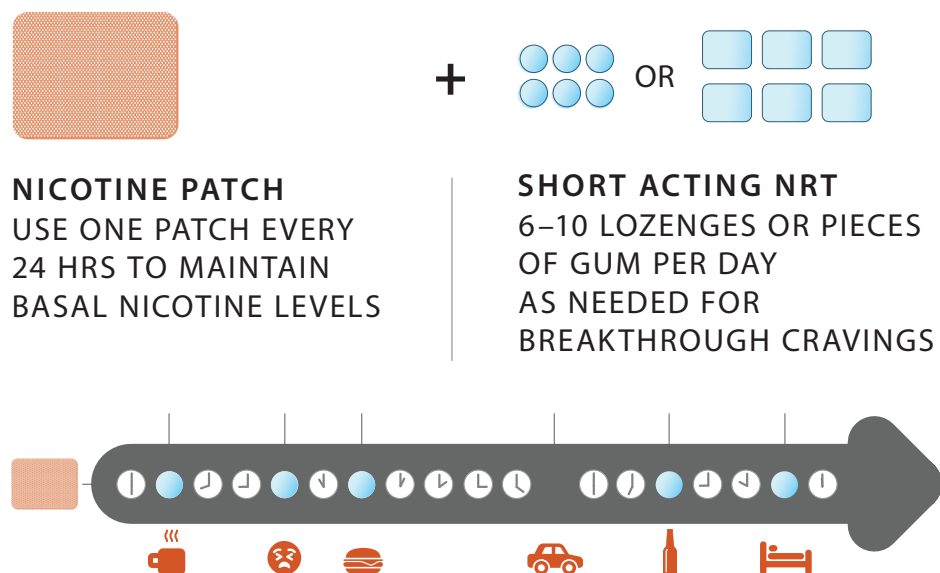 +
OR
NICOTINE PATCH
USE ONE PATCH EVERY
24 HRS TO MAINTAIN
BASAL NICOTINE LEVELS
SHORT ACTING NRT
6–10 LOZENGES OR PIECES
OF GUM PER DAY
AS NEEDED FOR
BREAKTHROUGH CRAVINGS